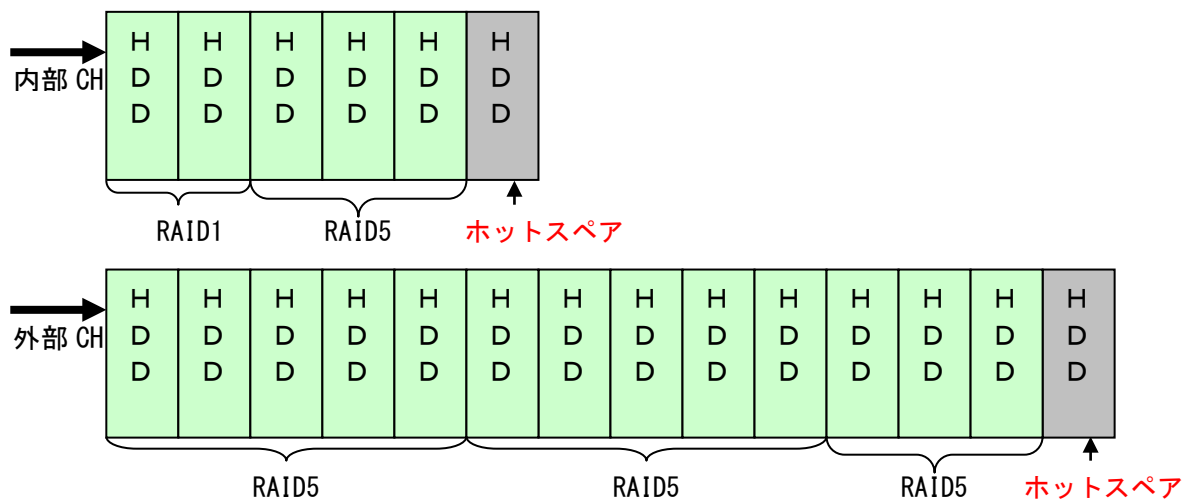 H H H H H H
D D D D D D
D D D D D D
内部 CH
RAID1 RAID5 ホットスペア
H H H H H H H H H H H H H H
D D D D D D D D D D D D D D
D D D D D D D D D D D D D D
外部 CH
RAID5 RAID5 RAID5 ホットスペア